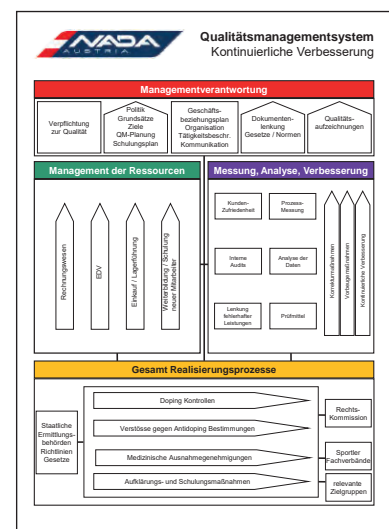 NADA
AUSTRIA
Qualitätsmanagementsystem
Kontinuierliche Verbesserung
Managementverantwortung
Verpflichtung
zur Qualität
Politik
Grundsätze
Ziele
QM-Planung
Schulungsplan
Geschäfts-
beziehungsplan
Organisation
Tätigkeitsbeschr.
Kommunikation
Dokumenten-
lenkung
Gesetze / Normen
Qualitäts-
aufzeichnungen
Management der Ressourcen
Rechnungswesen
EDV
Einkauf / Lagerführung
Weiterbildung / Schulung
neuer Mitarbeiter
Messung, Analyse, Verbesserung
Kunden-
Zufriedenheit
Prozess-
Messung
Interne
Audits
Analyse der
Daten
Lenkung
fehlerhafter
Leistungen
Prüfmittel
Korrekturmaßnahmen
Vorbeugemaßnahmen
Kontinuierliche Verbesserung
Gesamt Realisierungsprozesse
Staatliche
Ermittlungs-
behörden
Richtlinien
Gesetze
Doping Kontrollen
Verstösse gegen Antidoping Bestimmungen
Medizinische Ausnahmegenehmigungen
Aufklärungs- und Schulungsmaßnahmen
Rechts-
Kommission
Sportler
Fachverbände
relevante
Zielgruppen